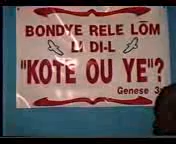 BONDYE RELE LÒM
LI DI-L
"KOTE OU YE"?
Genese 3: